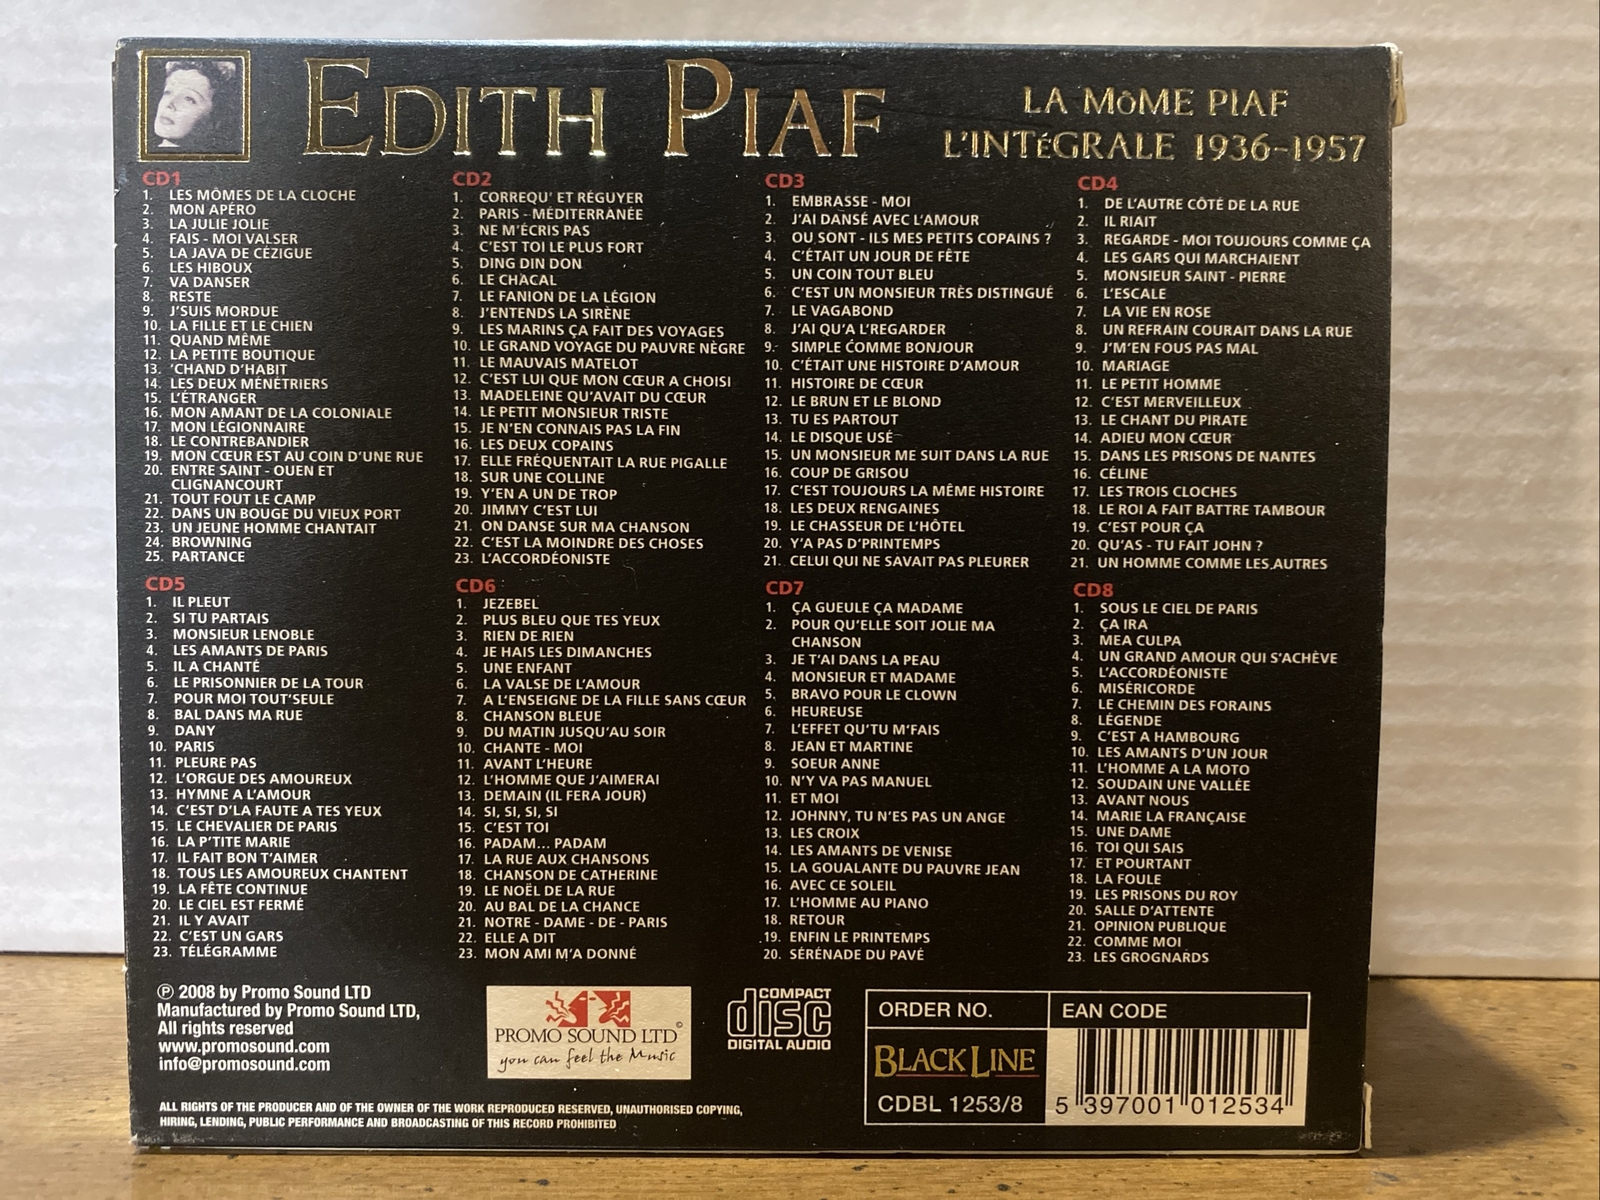 EDITH PIAF
LA MôME PIAF
L'INTéGRALE 1936-1957
CD1
1. LES MÔMES DE LA CLOCHE
2. MON APÉRO
3. LA JULIE JOLIE
4. FAIS - MOI VALSER
5. LA JAVA DE CÉZIGUE
6. LES HIBOUX
7. VA DANSER
8. RESTE
9. J'SUIS MORDUE
10. LA FILLE ET LE CHIEN
11. QUAND MÊME
12. LA PETITE BOUTIQUE
13. 'CHAND D'HABIT
14. LES DEUX MÉNÉTRIERS
15. L'ÉTRANGER
16. MON AMANT DE LA COLONIALE
17. MON LÉGIONNAIRE
18. LE CONTREBANDIER
19. MON CŒUR EST AU COIN D'UNE RUE
20. ENTRE SAINT - OUEN ET
CLIGNANCOURT
21. TOUT FOUT LE CAMP
22. DANS UN BOUGE DU VIEUX PORT
23. UN JEUNE HOMME CHANTAIT
24. BROWNING
25. PARTANCE
CD2
1. CORREQU' ET RÉGUYER
2. PARIS - MÉDITERRANÉE
3. NE M'ÉCRIS PAS
4. C'EST TOI LE PLUS FORT
5. DING DIN DON
6. LE CHACAL
7. LE FANION DE LA LÉGION
8. J'ENTENDS LA SIRÈNE
9. LES MARINS ÇA FAIT DES VOYAGES
10. LE GRAND VOYAGE DU PAUVRE NÈGRE
11. LE MAUVAIS MATELOT
12. C'EST LUI QUE MON CŒUR A CHOISI
13. MADELEINE QU'AVAIT DU CŒUR
14. LE PETIT MONSIEUR TRISTE
15. JE N'EN CONNAIS PAS LA FIN
16. LES DEUX COPAINS
17. ELLE FRÉQUENTAIT LA RUE PIGALLE
18. SUR UNE COLLINE
19. Y'EN A UN DE TROP
20. JIMMY C'EST LUI
21. ON DANSE SUR MA CHANSON
22. C'EST LA MOINDRE DES CHOSES
23. L'ACCORDÉONISTE
CD3
1. EMBRASSE - MOI
2. J'AI DANSÉ AVEC L'AMOUR
3. OU SONT - ILS MES PETITS COPAINS ?
4. C'ÉTAIT UN JOUR DE FÊTE
5. UN COIN TOUT BLEU
6. C'EST UN MONSIEUR TRÈS DISTINGUÉ
7. LE VAGABOND
8. J'AI QU'A L'REGARDER
9. SIMPLE COMME BONJOUR
10. C'ÉTAIT UNE HISTOIRE D'AMOUR
11. HISTOIRE DE CŒUR
12. LE BRUN ET LE BLOND
13. TU ES PARTOUT
14. LE DISQUE USÉ
15. UN MONSIEUR ME SUIT DANS LA RUE
16. COUP DE GRISOU
17. C'EST TOUJOURS LA MÊME HISTOIRE
18. LES DEUX RENGAINES
19. LE CHASSEUR DE L'HÔTEL
20. Y'A PAS D'PRINTEMPS
21. CELUI QUI NE SAVAIT PAS PLEURER
CD4
1. DE L'AUTRE CÔTÉ DE LA RUE
2. IL RIAIT
3. REGARDE - MOI TOUJOURS COMME ÇA
4. LES GARS QUI MARCHAIENT
5. MONSIEUR SAINT - PIERRE
6. L'ESCALE
7. LA VIE EN ROSE
8. UN REFRAIN COURAIT DANS LA RUE
9. J'M'EN FOUS PAS MAL
10. MARIAGE
11. LE PETIT HOMME
12. C'EST MERVEILLEUX
13. LE CHANT DU PIRATE
14. ADIEU MON CŒUR
15. DANS LES PRISONS DE NANTES
16. CÉLINE
17. LES TROIS CLOCHES
18. LE ROI A FAIT BATTRE TAMBOUR
19. C'EST POUR ÇA
20. QU'AS - TU FAIT JOHN ?
21. UN HOMME COMME LES AUTRES
CD5
1. IL PLEUT
2. SI TU PARTAIS
3. MONSIEUR LENOBLE
4. LES AMANTS DE PARIS
5. IL A CHANTÉ
6. LE PRISONNIER DE LA TOUR
7. POUR MOI TOUT'SEULE
8. BAL DANS MA RUE
9. DANY
10. PARIS
11. PLEURE PAS
12. L'ORGUE DES AMOUREUX
13. HYMNE A L'AMOUR
14. C'EST D'LA FAUTE A TES YEUX
15. LE CHEVALIER DE PARIS
16. LA P'TITE MARIE
17. IL FAIT BON T'AIMER
18. TOUS LES AMOUREUX CHANTENT
19. LA FÊTE CONTINUE
20. LE CIEL EST FERMÉ
21. IL Y AVAIT
22. C'EST UN GARS
23. TÉLÉGRAMME
CD6
1. JEZEBEL
2. PLUS BLEU QUE TES YEUX
3. RIEN DE RIEN
4. JE HAIS LES DIMANCHES
5. UNE ENFANT
6. LA VALSE DE L'AMOUR
7. A L'ENSEIGNE DE LA FILLE SANS CŒUR
8. CHANSON BLEUE
9. DU MATIN JUSQU'AU SOIR
10. CHANTE - MOI
11. AVANT L'HEURE
12. L'HOMME QUE J'AIMERAI
13. DEMAIN (IL FERA JOUR)
14. SI, SI, SI, SI
15. C'EST TOI
16. PADAM... PADAM
17. LA RUE AUX CHANSONS
18. CHANSON DE CATHERINE
19. LE NOËL DE LA RUE
20. AU BAL DE LA CHANCE
21. NOTRE - DAME - DE - PARIS
22. ELLE A DIT
23. MON AMI M'A DONNÉ
CD7
1. ÇA GUEULE ÇA MADAME
2. POUR QU'ELLE SOIT JOLIE MA
CHANSON
3. JE T'AI DANS LA PEAU
4. MONSIEUR ET MADAME
5. BRAVO POUR LE CLOWN
6. HEUREUSE
7. L'EFFET QU'TU M'FAIS
8. JEAN ET MARTINE
9. SOEUR ANNE
10. N'Y VA PAS MANUEL
11. ET MOI
12. JOHNNY, TU N'ES PAS UN ANGE
13. LES CROIX
14. LES AMANTS DE VENISE
15. LA GOUALANTE DU PAUVRE JEAN
16. AVEC CE SOLEIL
17. L'HOMME AU PIANO
18. RETOUR
19. ENFIN LE PRINTEMPS
20. SÉRÉNADE DU PAVÉ
CD8
1. SOUS LE CIEL DE PARIS
2. ÇA IRA
3. MEA CULPA
4. UN GRAND AMOUR QUI S'ACHÈVE
5. L'ACCORDÉONISTE
6. MISÉRICORDE
7. LE CHEMIN DES FORAINS
8. LÉGENDE
9. C'EST A HAMBOURG
10. LES AMANTS D'UN JOUR
11. L'HOMME A LA MOTO
12. SOUDAIN UNE VALLÉE
13. AVANT NOUS
14. MARIE LA FRANÇAISE
15. UNE DAME
16. TOI QUI SAIS
17. ET POURTANT
18. LA FOULE
19. LES PRISONS DU ROY
20. SALLE D'ATTENTE
21. OPINION PUBLIQUE
22. COMME MOI
23. LES GROGNARDS
℗ 2008 by Promo Sound LTD
Manufactured by Promo Sound LTD,
All rights reserved
www.promosound.com
info@promosound.com
PROMO SOUND LTD©
you can feel the Music
COMPACT
disc
DIGITAL AUDIO
ORDER NO.
EAN CODE
BLACK LINE
CDBL 1253/8
5 397001 012534
ALL RIGHTS OF THE PRODUCER AND OF THE OWNER OF THE WORK REPRODUCED RESERVED, UNAUTHORISED COPYING,
HIRING, LENDING, PUBLIC PERFORMANCE AND BROADCASTING OF THIS RECORD PROHIBITED